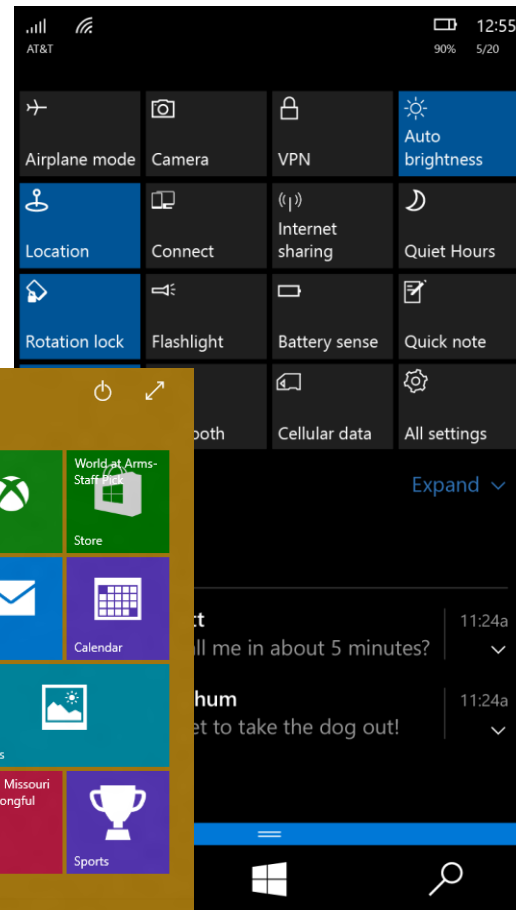 AT&T
12:55
90% 5/20
Airplane mode
Camera
VPN
Auto
brightness
Location
Connect
Internet
sharing
Quiet Hours
Rotation lock
Flashlight
Battery sense
Quick note
ooth
Cellular data
All settings
Expand
World at Arms-
Staff Pick
Store
Calendar
s
Missouri
ongful
Sports
tt
ll me in about 5 minutes?
11:24a
hum
et to take the dog out!
11:24a